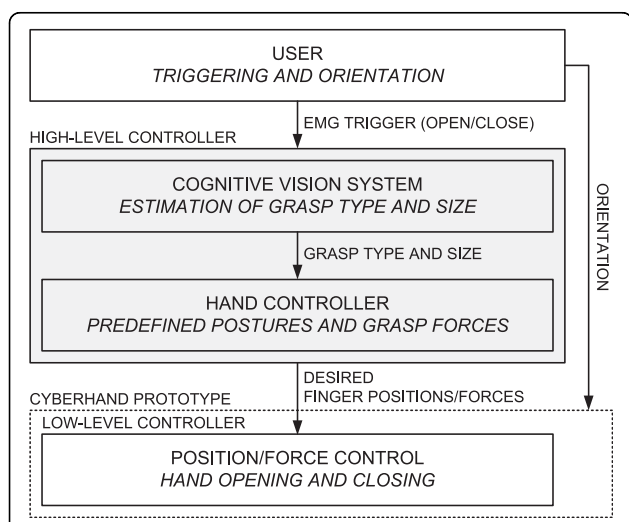 USER
TRIGGERING AND ORIENTATION
EMG TRIGGER (OPEN/CLOSE)
HIGH-LEVEL CONTROLLER
COGNITIVE VISION SYSTEM
ESTIMATION OF GRASP TYPE AND SIZE
GRASP TYPE AND SIZE
HAND CONTROLLER
PREDEFINED POSTURES AND GRASP FORCES
ORIENTATION
DESIRED
FINGER POSITIONS/FORCES
CYBERHAND PROTOTYPE
LOW-LEVEL CONTROLLER
POSITION/FORCE CONTROL
HAND OPENING AND CLOSING